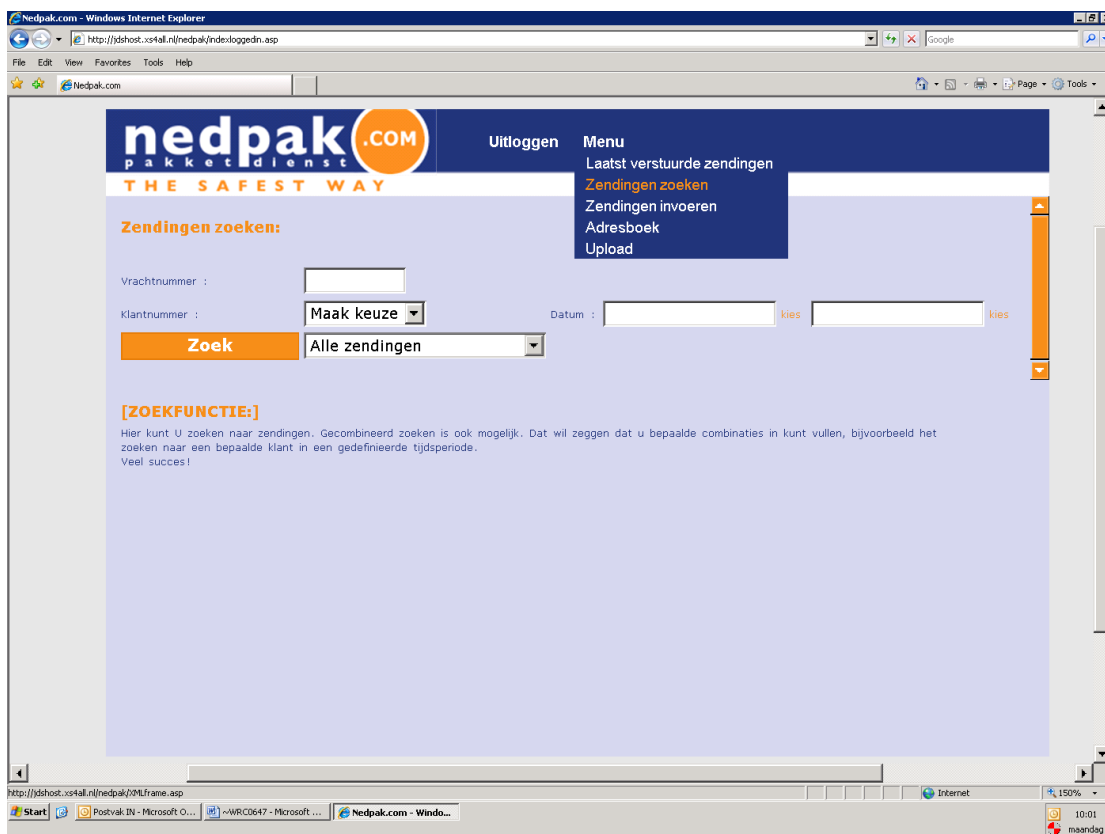 Nedpak.com - Windows Internet Explorer
http://jdshost.xs4all.nl/nedpak/indexloggedin.asp
Google
File Edit View Favorites Tools Help
Nedpak.com
Page Tools
nedpak.COM
pakketdienst
THE SAFEST WAY
Uitloggen Menu
Laatst verstuurde zendingen
Zendingen zoeken
Zendingen invoeren
Adresboek
Upload
Zendingen zoeken:
Vrachtnummer :
Klantnummer : Maak keuze Datum : kies kies
Zoek Alle zendingen
[ZOEKFUNCTIE:]
Hier kunt U zoeken naar zendingen. Gecombineerd zoeken is ook mogelijk. Dat wil zeggen dat u bepaalde combinaties in kunt vullen, bijvoorbeeld het
zoeken naar een bepaalde klant in een gedefinieerde tijdsperiode.
Veel succes!
http://jdshost.xs4all.nl/nedpak/XMLframe.asp Internet 150%
Start Postvak IN - Microsoft O... ~WRC0647 - Microsoft ... Nedpak.com - Windo... 10:01
maandag